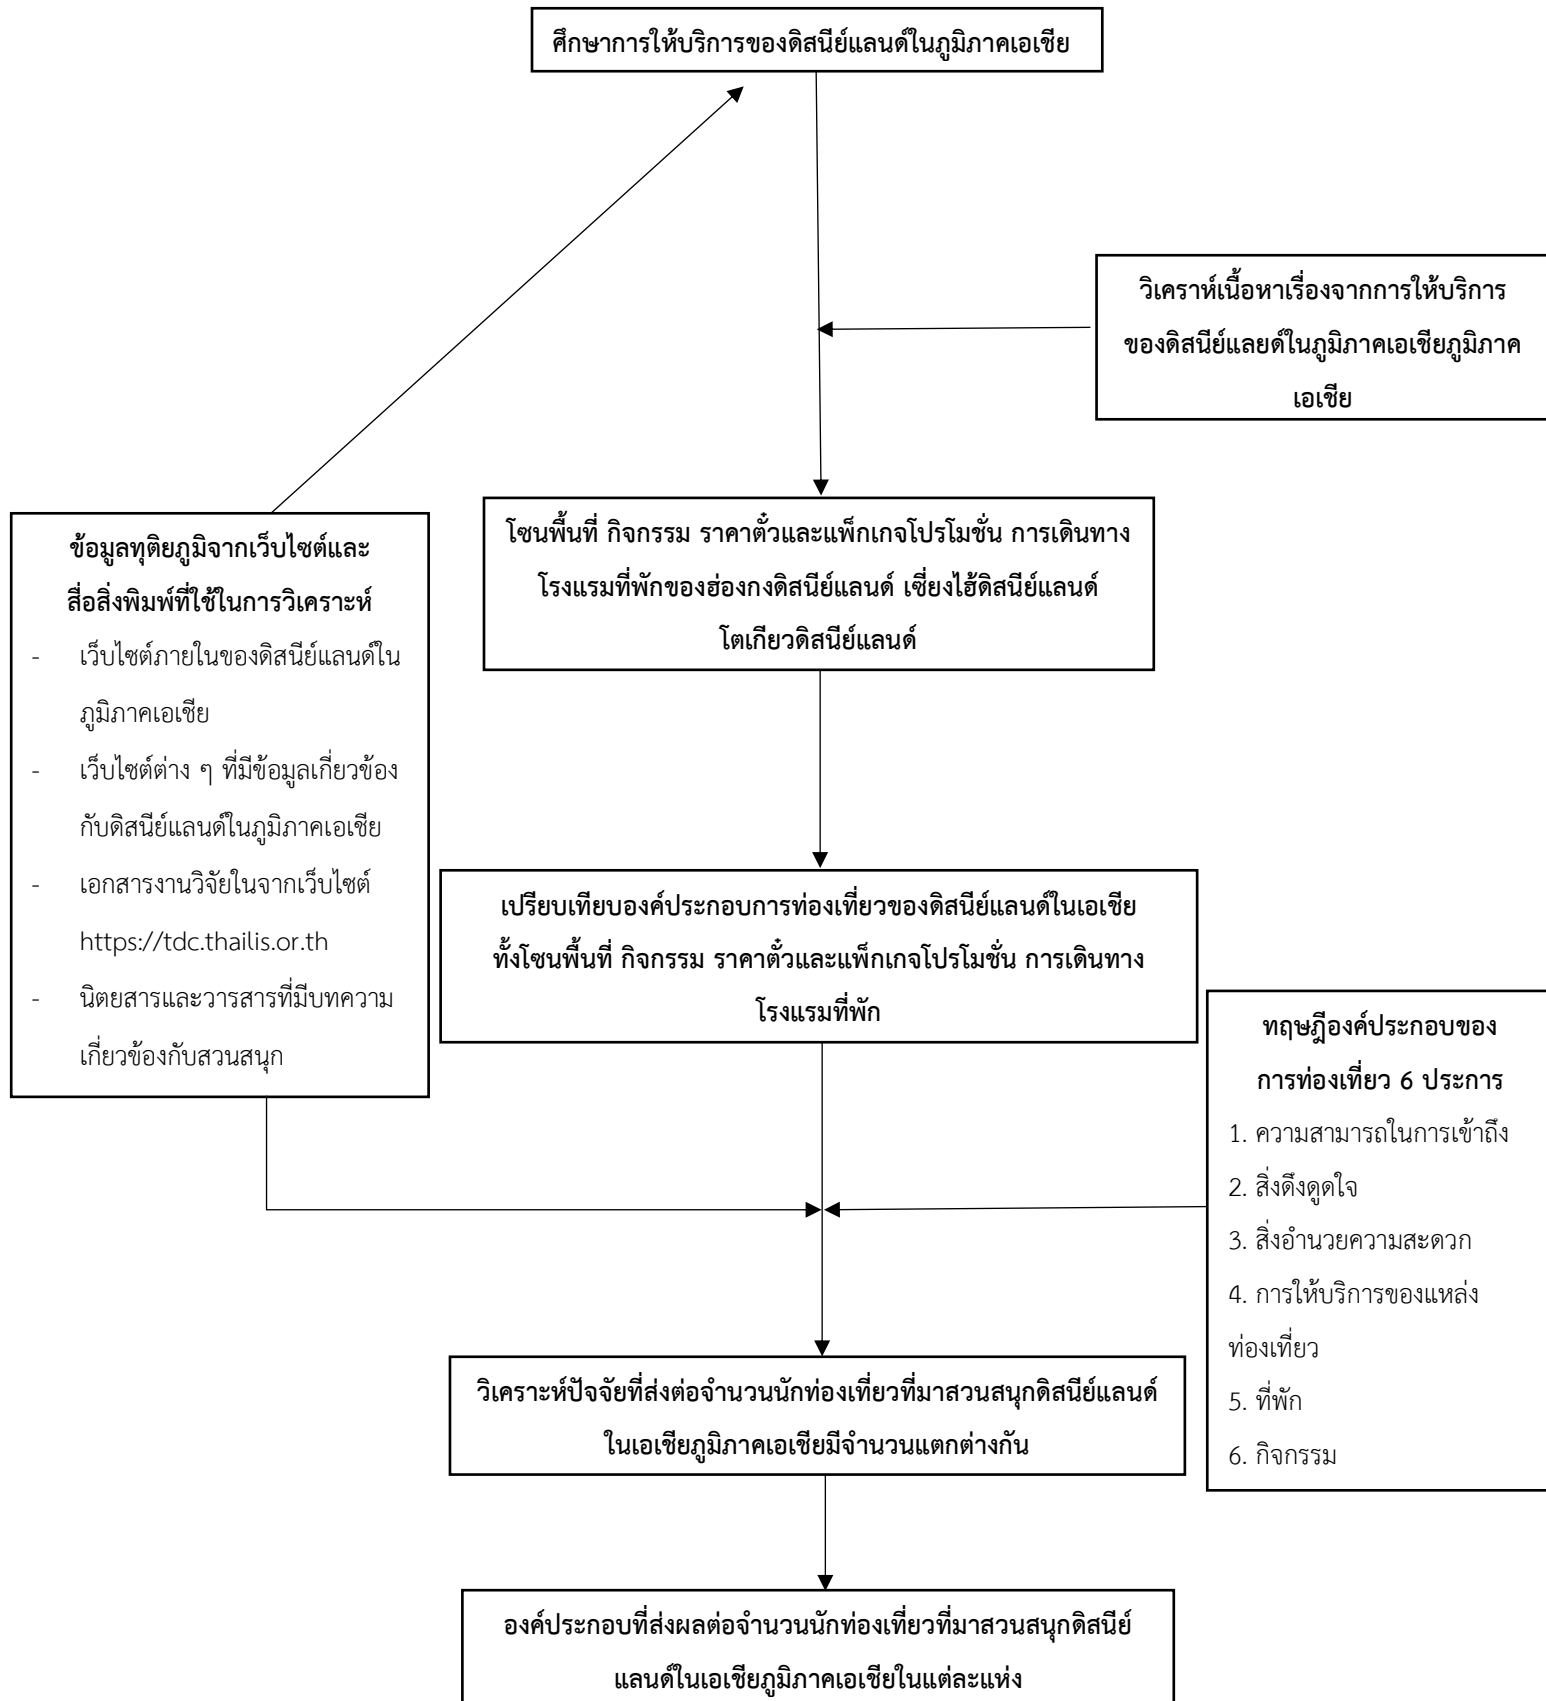 ศึกษาการให้บริการของดิสนีย์แลนด์ในภูมิภาคเอเชีย
วิเคราห์เนื้อหาเรื่องจากการให้บริการ
ของดิสนีย์แลยด์ในภูมิภาคเอเชียภูมิภาค
เอเชีย
โซนพื้นที่ กิจกรรม ราคาตั๋วและแพ็กเกจโปรโมชั่น การเดินทาง
โรงแรมที่พักของฮ่องกงดิสนีย์แลนด์ เซี่ยงไฮ้ดิสนีย์แลนด์
โตเกียวดิสนีย์แลนด์
ข้อมูลทุติยภูมิจากเว็บไซต์และ
สื่อสิ่งพิมพ์ที่ใช้ในการวิเคราะห์
- เว็บไซต์ภายในของดิสนีย์แลนด์ใน
ภูมิภาคเอเชีย
- เว็บไซต์ต่าง ๆ ที่มีข้อมูลเกี่ยวข้อง
กับดิสนีย์แลนด์ในภูมิภาคเอเชีย
- เอกสารงานวิจัยในจากเว็บไซต์
https://tdc.thailis.or.th
- นิตยสารและวารสารที่มีบทความ
เกี่ยวข้องกับสวนสนุก
เปรียบเทียบองค์ประกอบการท่องเที่ยวของดิสนีย์แลนด์ในเอเชีย
ทั้งโซนพื้นที่ กิจกรรม ราคาตั๋วและแพ็กเกจโปรโมชั่น การเดินทาง
โรงแรมที่พัก
ทฤษฎีองค์ประกอบของ
การท่องเที่ยว 6 ประการ
1. ความสามารถในการเข้าถึง
2. สิ่งดึงดูดใจ
3. สิ่งอำนวยความสะดวก
4. การให้บริการของแหล่ง
ท่องเที่ยว
5. ที่พัก
6. กิจกรรม
วิเคราะห์ปัจจัยที่ส่งต่อจำนวนนักท่องเที่ยวที่มาสวนสนุกดิสนีย์แลนด์
ในเอเชียภูมิภาคเอเชียมีจำนวนแตกต่างกัน
องค์ประกอบที่ส่งผลต่อจำนวนนักท่องเที่ยวที่มาสวนสนุกดิสนีย์
แลนด์ในเอเชียภูมิภาคเอเชียในแต่ละแห่ง